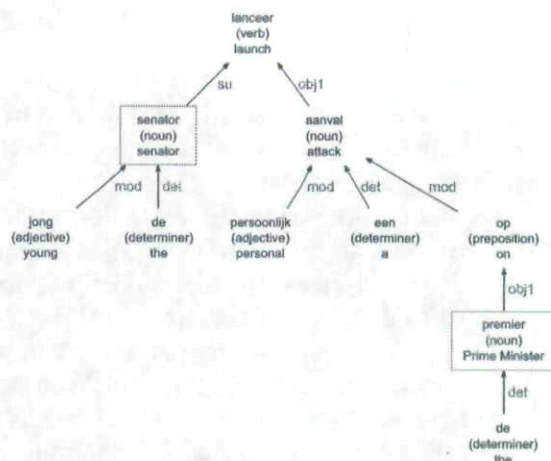 lanceer
(verb)
launch
su
obj1
senator
(noun)
senator
aanval
(noun)
attack
mod
det
mod
det
mod
jong
(adjective)
young
de
(determiner)
the
persoonlijk
(adjective)
personal
een
(determiner)
a
op
(preposition)
on
obj1
premier
(noun)
Prime Minister
det
de
(determiner)
the